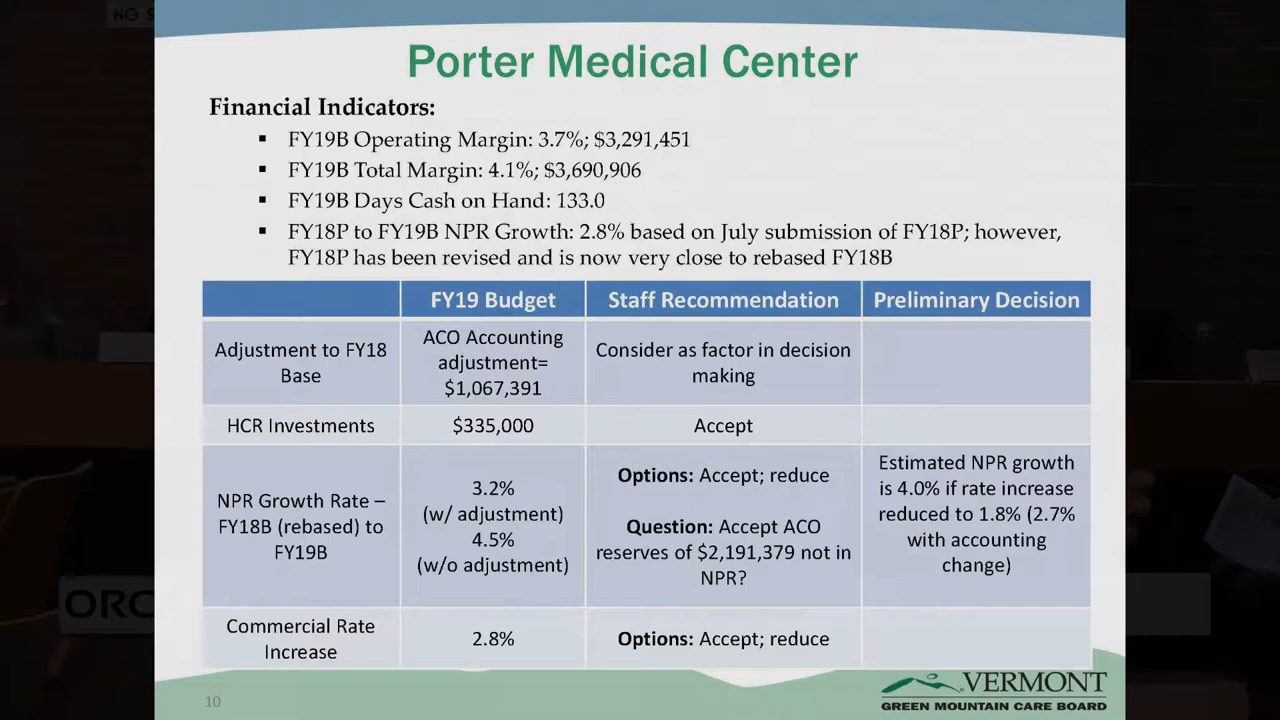 NO S
Porter Medical Center
Financial Indicators:
▪ FY19B Operating Margin: 3.7%; $3,291,451
▪ FY19B Total Margin: 4.1%; $3,690,906
▪ FY19B Days Cash on Hand: 133.0
▪ FY18P to FY19B NPR Growth: 2.8% based on July submission of FY18P; however,
FY18P has been revised and is now very close to rebased FY18B
FY19 Budget
Staff Recommendation
Preliminary Decision
Adjustment to FY18
Base
ACO Accounting
adjustment=
$1,067,391
Consider as factor in decision
making
HCR Investments
$335,000
Accept
NPR Growth Rate –
FY18B (rebased) to
FY19B
3.2%
(w/ adjustment)
4.5%
(w/o adjustment)
Options: Accept; reduce
Question: Accept ACO
reserves of $2,191,379 not in
NPR?
Estimated NPR growth
is 4.0% if rate increase
reduced to 1.8% (2.7%
with accounting
change)
Commercial Rate
Increase
2.8%
Options: Accept; reduce
ORC
10
VERMONT
GREEN MOUNTAIN CARE BOARD